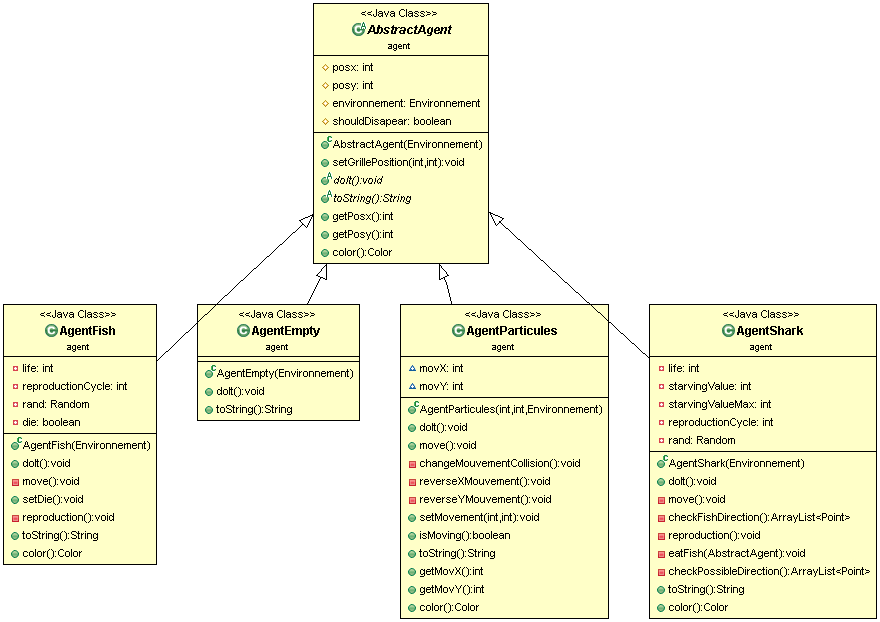 <<Java Class>>
AbstractAgent
agent
posx: int
posy: int
environnement: Environnement
shouldDisapear: boolean
AbstractAgent(Environnement)
setGrillePosition(int,int):void
doIt():void
toString():String
getPosx():int
getPosy():int
color():Color
<<Java Class>>
AgentFish
agent
life: int
reproductionCycle: int
rand: Random
die: boolean
AgentFish(Environnement)
doIt():void
move():void
setDie():void
reproduction():void
toString():String
color():Color
<<Java Class>>
AgentEmpty
agent
AgentEmpty(Environnement)
doIt():void
toString():String
<<Java Class>>
AgentParticules
agent
movX: int
movY: int
AgentParticules(int,int,Environnement)
doIt():void
move():void
changeMouvementCollision():void
reverseXMouvement():void
reverseYMouvement():void
setMovement(int,int):void
isMoving():boolean
toString():String
getMovX():int
getMovY():int
color():Color
<<Java Class>>
AgentShark
agent
life: int
starvingValue: int
starvingValueMax: int
reproductionCycle: int
rand: Random
AgentShark(Environnement)
doIt():void
move():void
checkFishDirection():ArrayList<Point>
reproduction():void
eatFish(AbstractAgent):void
checkPossibleDirection():ArrayList<Point>
toString():String
color():Color